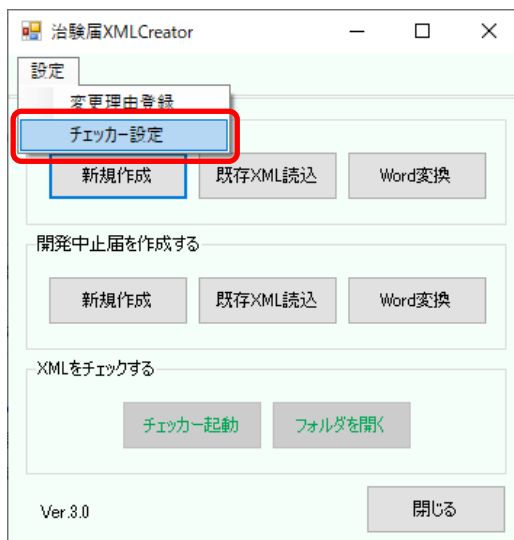 治験届XMLCreator
設定
変更理由登録
チェッカー設定
新規作成 既存XML読込 Word変換
開発中止届を作成する
新規作成 既存XML読込 Word変換
XMLをチェックする
チェッカー起動 フォルダを開く
Ver.3.0 閉じる